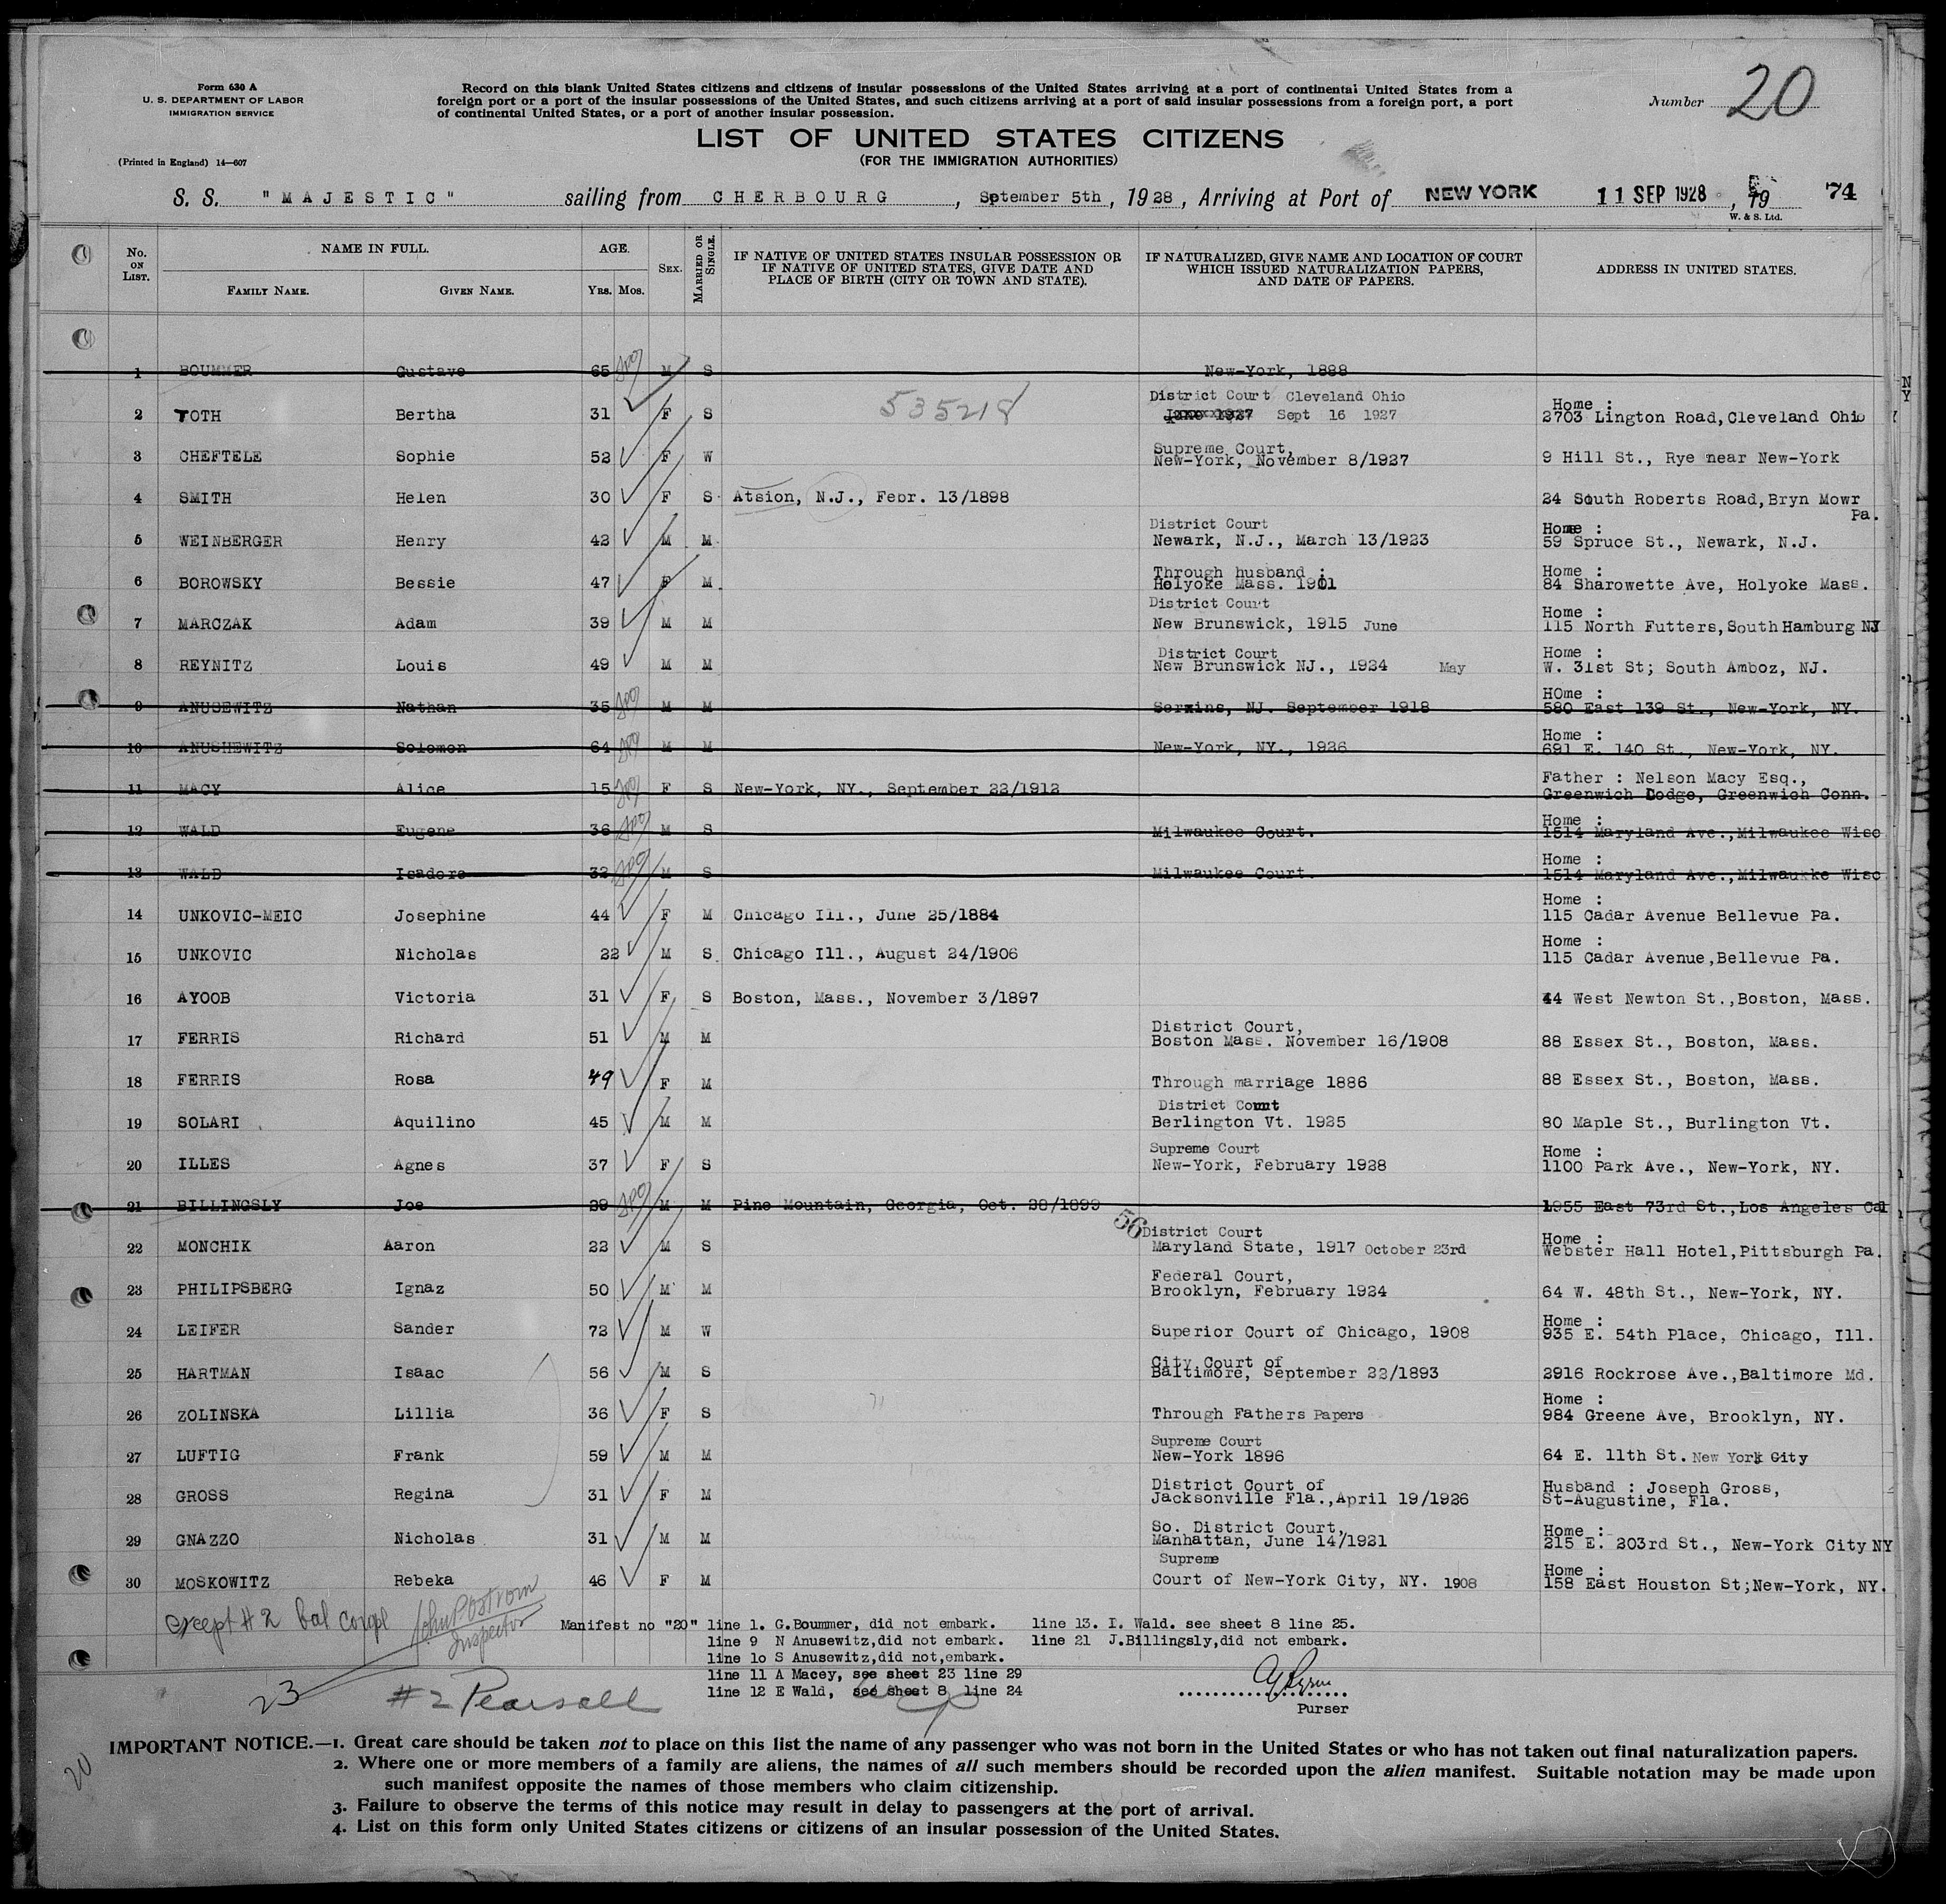 Form 630 A
U. S. DEPARTMENT OF LABOR
IMMIGRATION SERVICE
(Printed in England) 14—607
Record on this blank United States citizens and citizens of insular possessions of the United States arriving at a port of continental United States from a
foreign port or a port of the insular possessions of the United States, and such citizens arriving at a port of said insular possessions from a foreign port, a port
of continental United States, or a port of another insular possession.
Number 20
LIST OF UNITED STATES CITIZENS
(FOR THE IMMIGRATION AUTHORITIES)
S. S. "MAJESTIC" sailing from CHERBOURG, Sptember 5th, 1928, Arriving at Port of NEW YORK 11 SEP 1928, 19 74
W. & S. Ltd.
No. ON LIST. NAME IN FULL. FAMILY NAME. GIVEN NAME. AGE. YRS. MOS. SEX. MARRIED OR SINGLE. IF NATIVE OF UNITED STATES INSULAR POSSESSION OR IF NATIVE OF UNITED STATES, GIVE DATE AND PLACE OF BIRTH (CITY OR TOWN AND STATE). IF NATURALIZED, GIVE NAME AND LOCATION OF COURT WHICH ISSUED NATURALIZATION PAPERS, AND DATE OF PAPERS. ADDRESS IN UNITED STATES.
1 BOUMMER Gustave 65 M S New-York, 1888
2 TOTH Bertha 31 F S 535218 District Court Cleveland Ohio June 1927 Sept 16 1927 Home : 2703 Lington Road, Cleveland Ohio
3 CHEFTELE Sophie 52 F W Supreme Court, New-York, November 8/1927 9 Hill St., Rye near New-York
4 SMITH Helen 30 F S Atsion, N.J., Febr. 13/1898 24 South Roberts Road, Bryn Mowr Pa.
5 WEINBERGER Henry 42 M M District Court Newark, N.J., March 13/1923 Home : 59 Spruce St., Newark, N.J.
6 BOROWSKY Bessie 47 F M Through husband : Holyoke Mass. 1901 Home : 84 Sharowette Ave, Holyoke Mass.
7 MARCZAK Adam 39 M M District Court New Brunswick, 1915 June Home : 115 North Futters, South Hamburg NJ
8 REYNITZ Louis 49 M M District Court New Brunswick NJ., 1924 May Home : W. 31st St; South Amboz, NJ.
9 ANUSEWITZ Nathan 35 M M NJ. September 1918 HOme : 580 East 139 St., New-York, NY.
10 ANUSHEWITZ Solomon 64 M M New-York, NY., 1926 Home : 691 E. 140 St., New-York, NY.
11 MACY Alice 15 F S New-York, NY., September 22/1912 Father : Nelson Macy Esq., Greenwich Dodge, Greenwich Conn.
12 WALD Eugene 36 M S Milwaukee Court. Home : 1514 Maryland Ave., Milwaukee Wisc
13 WALD Isadore 32 M S Milwaukee Court. Home : 1514 Maryland Ave., Milwaukke Wisc
14 UNKOVIC-MEIC Josephine 44 F M Chicago Ill., June 25/1884 Home : 115 Cadar Avenue Bellevue Pa.
15 UNKOVIC Nicholas 22 M S Chicago Ill., August 24/1906 Home : 115 Cadar Avenue, Bellevue Pa.
16 AYOOB Victoria 31 F S Boston, Mass., November 3/1897 44 West Newton St., Boston, Mass.
17 FERRIS Richard 51 M M District Court, Boston Mass. November 16/1908 88 Essex St., Boston, Mass.
18 FERRIS Rosa 49 F M Through marriage 1886 88 Essex St., Boston, Mass.
19 SOLARI Aquilino 45 M M District Court Berlington Vt. 1925 80 Maple St., Burlington Vt.
20 ILLES Agnes 37 F S Supreme Court New-York, February 1928 Home : 1100 Park Ave., New-York, NY.
21 BILLINGSLY Joe 29 M M Pine Mountain, Georgia, Oct. 28/1899 1955 East 73rd St., Los Angeles Cal
22 MONCHIK Aaron 22 M S 56 District Court Maryland State, 1917 October 23rd Home : Webster Hall Hotel, Pittsburgh Pa.
23 PHILIPSBERG Ignaz 50 M M Federal Court, Brooklyn, February 1924 64 W. 48th St., New-York, NY.
24 LEIFER Sander 72 M W Superior Court of Chicago, 1908 Home : 935 E. 54th Place, Chicago, Ill.
25 HARTMAN Isaac 56 M S City Court of Baltimore, September 22/1893 2916 Rockrose Ave., Baltimore Md.
26 ZOLINSKA Lillia 36 F S Through Fathers Papers Home : 984 Greene Ave, Brooklyn, NY.
27 LUFTIG Frank 59 M M Supreme Court New-York 1896 64 E. 11th St. New York City
28 GROSS Regina 31 F M District Court of Jacksonville Fla., April 19/1926 Husband : Joseph Gross, St-Augustine, Fla.
29 GNAZZO Nicholas 31 M M So. District Court, Manhattan, June 14/1921 Home : 215 E. 203rd St., New-York City NY
30 MOSKOWITZ Rebeka 46 F M Supreme Court of New-York City, NY. 1908 Home : 158 East Houston St; New-York, NY.
except #2 bal
Inspector
Manifest no "20" line 1. G.Boummer, did not embark. line 13. I. Wald. see sheet 8 line 25.
line 9 N Anusewitz,did not embark. line 21 J.Billingsly,did not embark.
line 1o S Anusewitz,did not,embark.
line 11 A Macey, see sheet 23 line 29
line 12 E Wald, see sheet 8 line 24
23
#2 Pearsall
Purser
20
IMPORTANT NOTICE.—1. Great care should be taken not to place on this list the name of any passenger who was not born in the United States or who has not taken out final naturalization papers.
2. Where one or more members of a family are aliens, the names of all such members should be recorded upon the alien manifest. Suitable notation may be made upon
such manifest opposite the names of those members who claim citizenship.
3. Failure to observe the terms of this notice may result in delay to passengers at the port of arrival.
4. List on this form only United States citizens or citizens of an insular possession of the United States.